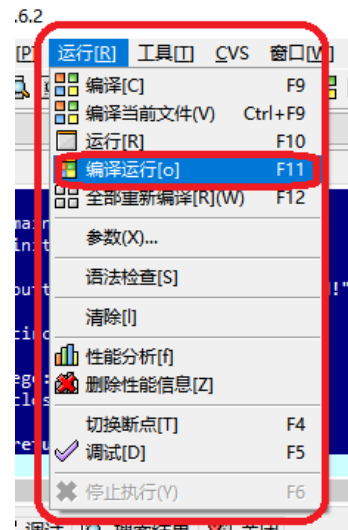 .6.2
运行[R] 工具[T] CVS 窗口[W]
编译[C] F9
编译当前文件(V) Ctrl+F9
运行[R] F10
编译运行[o] F11
全部重新编译[R](W) F12
参数(X)...
语法检查[S]
清除[l]
性能分析[f]
删除性能信息[Z]
切换断点[T] F4
调试[D] F5
停止执行(Y) F6